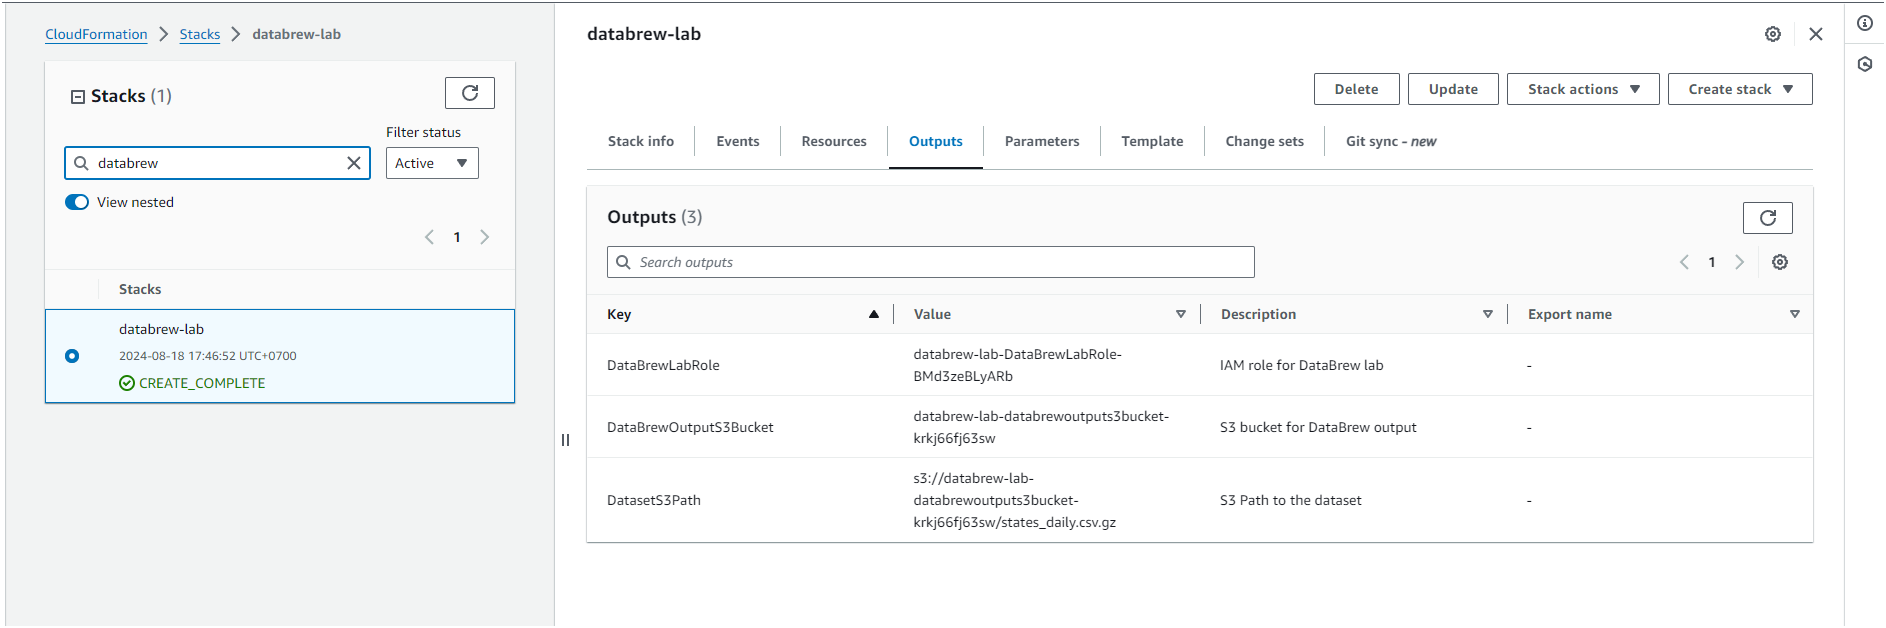 CloudFormation > Stacks > databrew-lab
Stacks (1)
Filter status
databrew
Active
View nested
1
Stacks
databrew-lab
2024-08-18 17:46:52 UTC+0700
CREATE_COMPLETE
databrew-lab
Delete Update Stack actions Create stack
Stack info Events Resources Outputs Parameters Template Change sets Git sync - new
Outputs (3)
Search outputs
1
Key Value Description Export name
DataBrewLabRole
databrew-lab-DataBrewLabRole-
BMd3zeBLyARb
IAM role for DataBrew lab
-
DataBrewOutputS3Bucket
databrew-lab-databrewoutputs3bucket-
krkj66fj63sw
S3 bucket for DataBrew output
-
DatasetS3Path
s3://databrew-lab-
databrewoutputs3bucket-
krkj66fj63sw/states_daily.csv.gz
S3 Path to the dataset
-